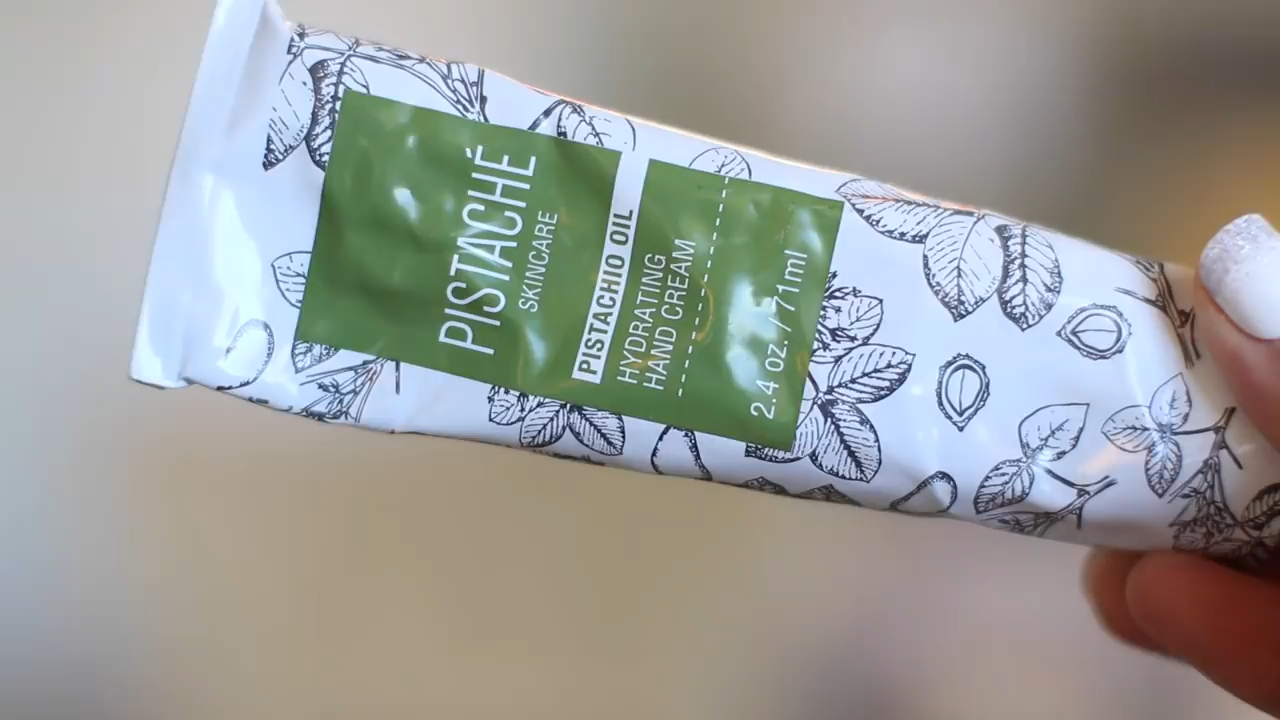 PISTACHÉ
SKINCARE
PISTACHIO OIL
HYDRATING
HAND CREAM
2.4 oz. / 71ml